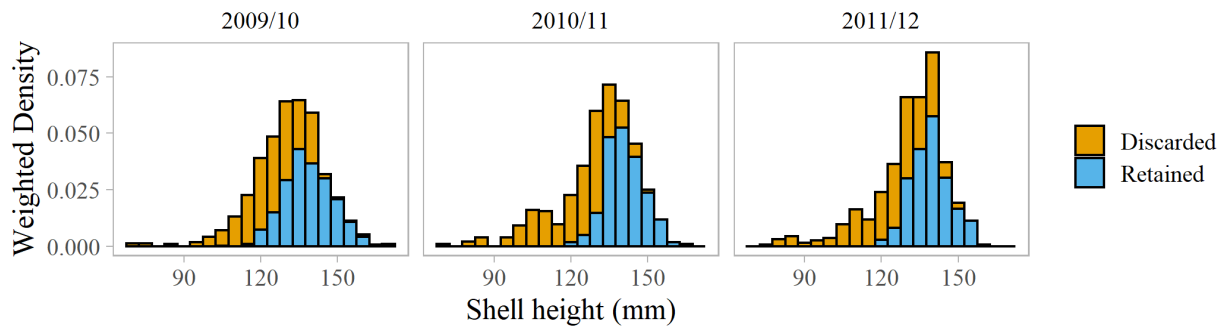 2009/10 2010/11 2011/12
Weighted Density
0.075
0.050
0.025
0.000
90 120 150 90 120 150 90 120 150
Shell height (mm)
Discarded
Retained